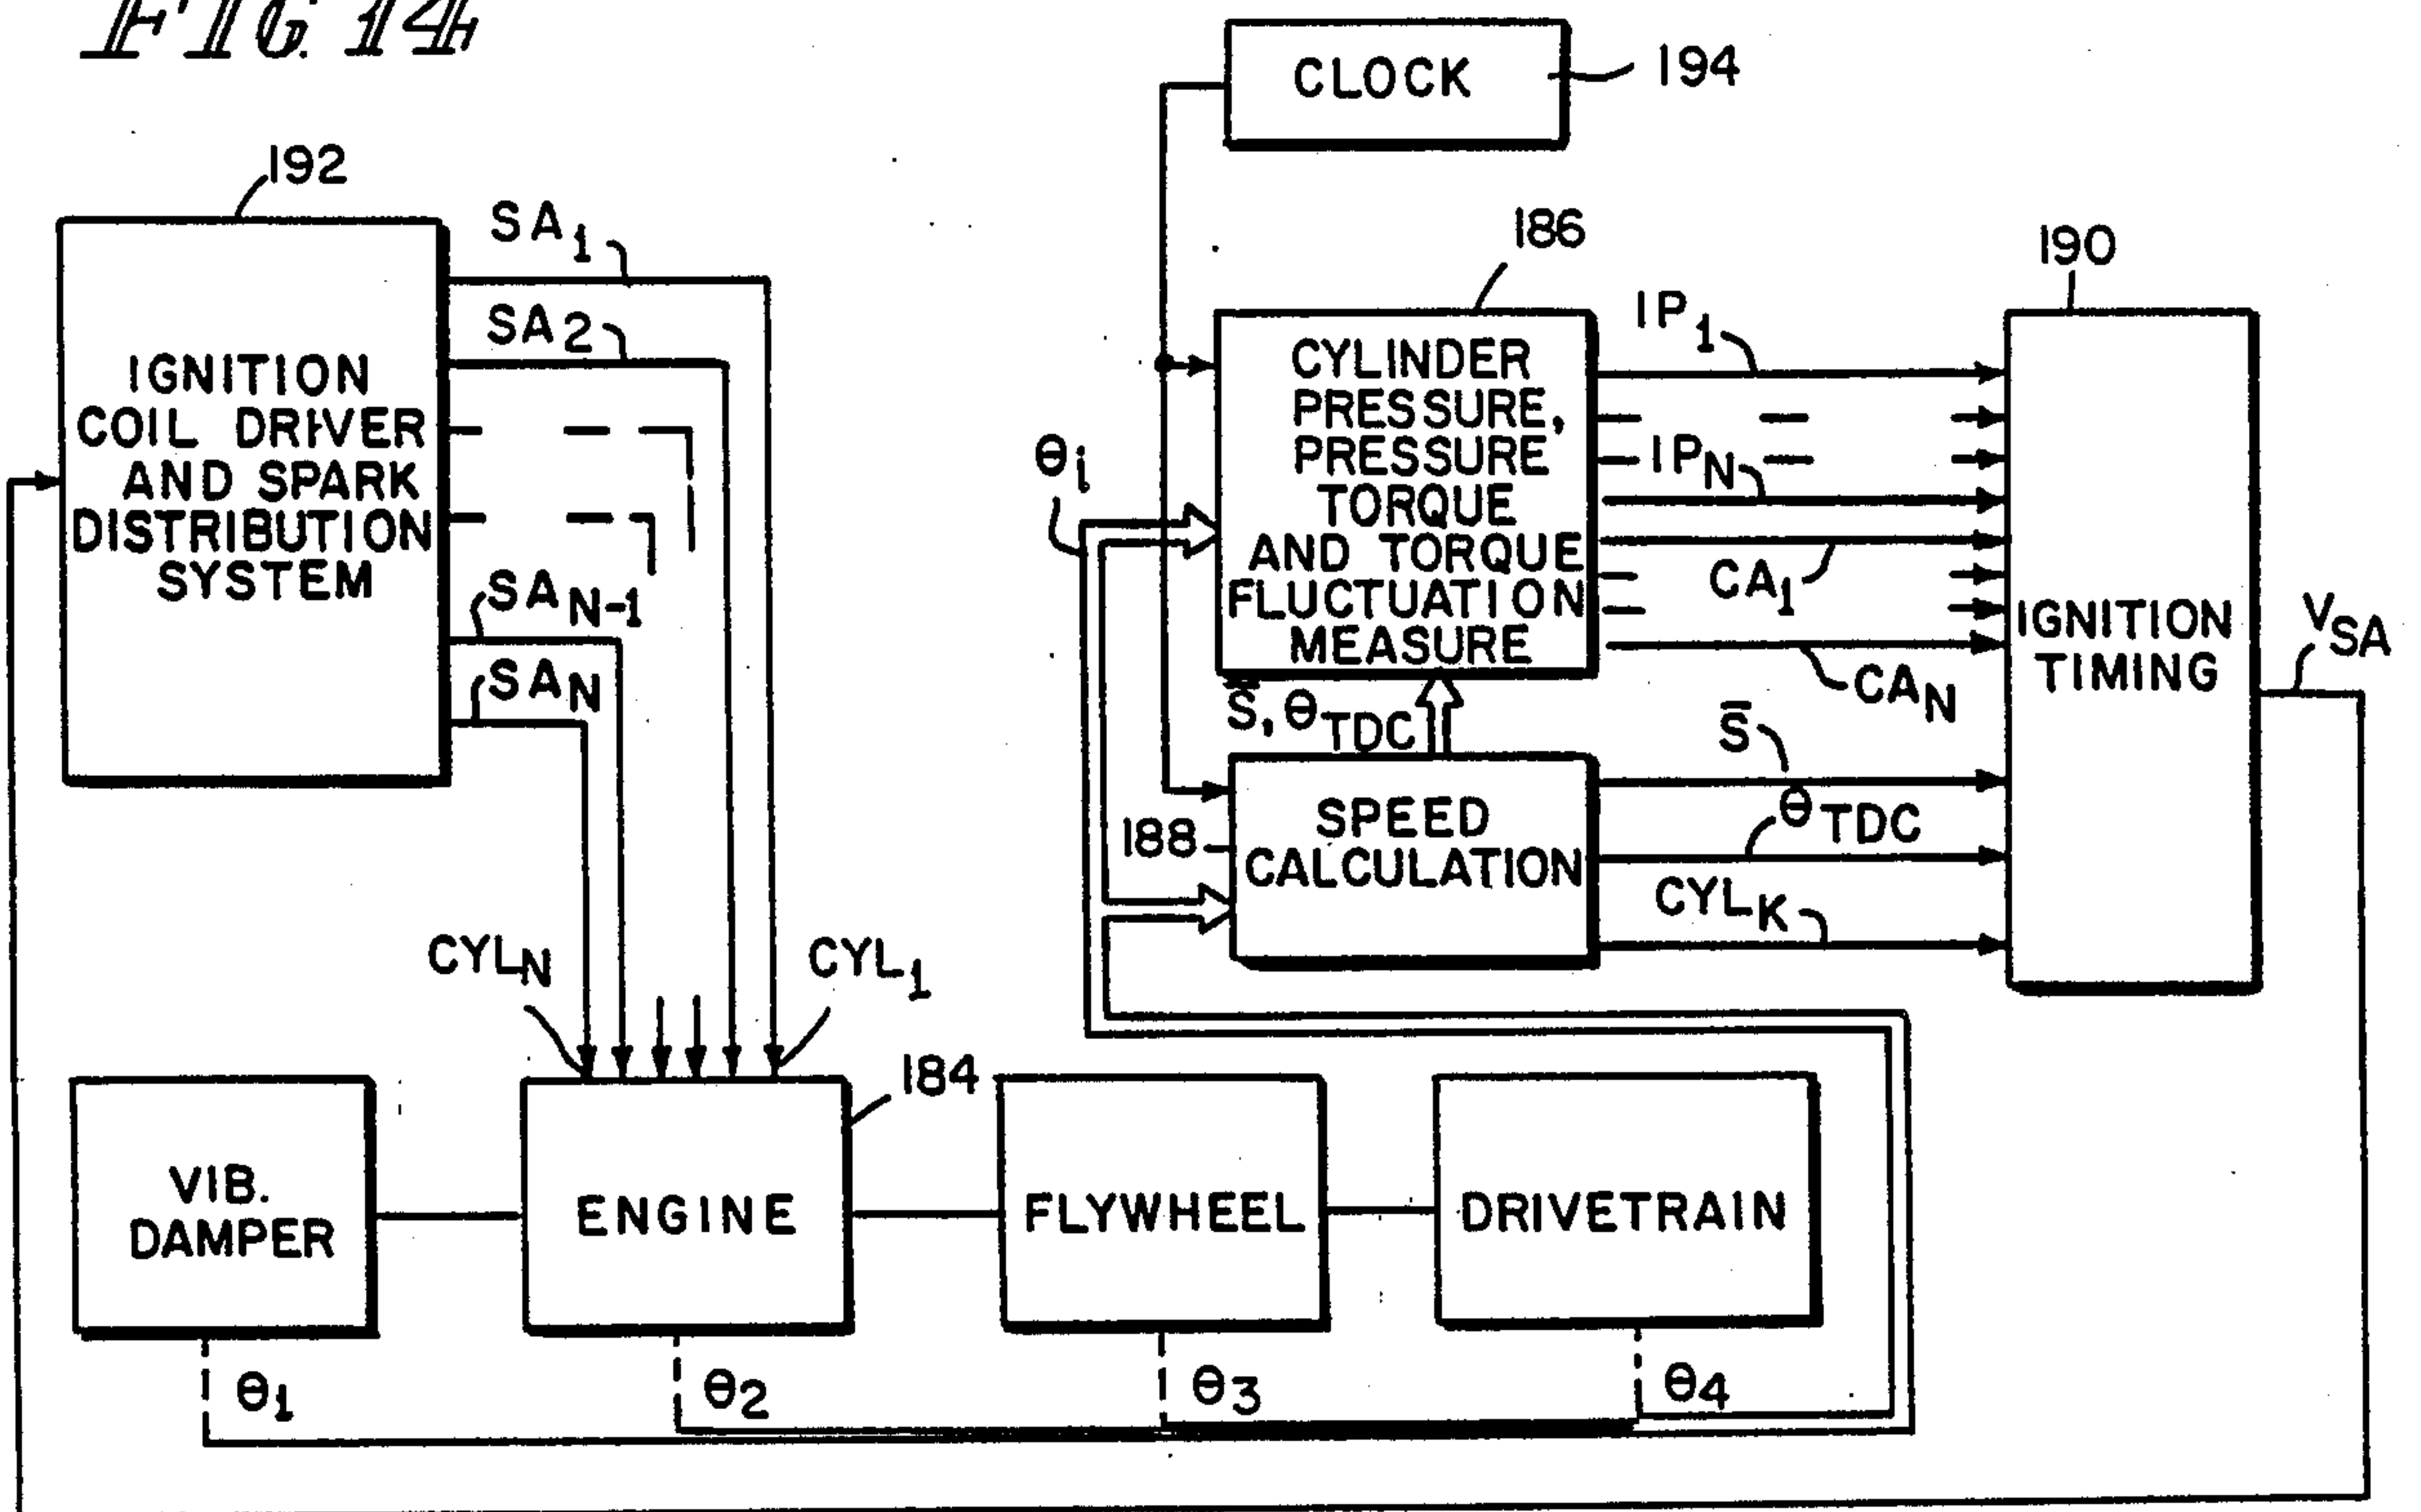 FIG. 14
CLOCK
194
192
SA1
SA2
IGNITION
COIL DRIVER
AND SPARK
DISTRIBUTION
SYSTEM
SAN-1
SAN
186
190
θi
CYLINDER
PRESSURE,
PRESSURE
TORQUE
AND TORQUE
FLUCTUATION
MEASURE
IP1
IPN
CA1
CAN
IGNITION
TIMING
VSA
S̅, θTDC
S̅
θTDC
188
SPEED
CALCULATION
CYLK
CYLN
CYL1
184
VIB.
DAMPER
ENGINE
FLYWHEEL
DRIVETRAIN
θ1
θ2
θ3
θ4